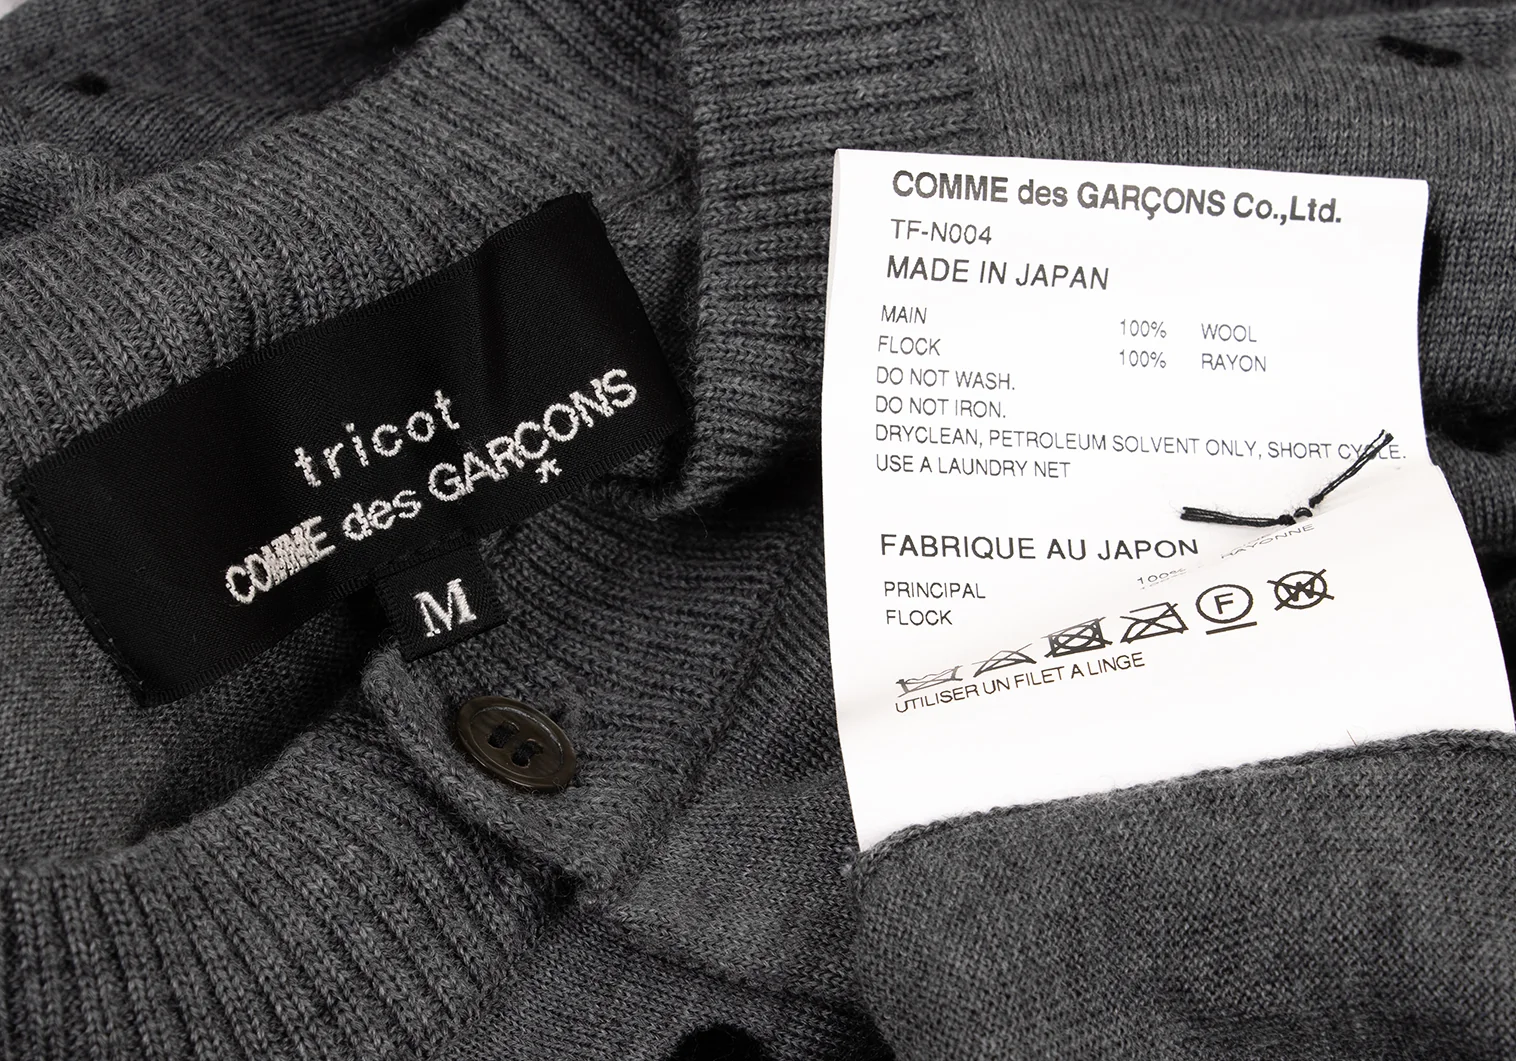 tricot
COMME des GARÇONS
M
COMME des GARÇONS Co.,Ltd.
TF-N004
MADE IN JAPAN
MAIN 100% WOOL
FLOCK 100% RAYON
DO NOT WASH.
DO NOT IRON.
DRYCLEAN, PETROLEUM SOLVENT ONLY, SHORT CYCLE.
USE A LAUNDRY NET
FABRIQUE AU JAPON
PRINCIPAL
FLOCK 100% RAYONNE
F W
UTILISER UN FILET A LINGE